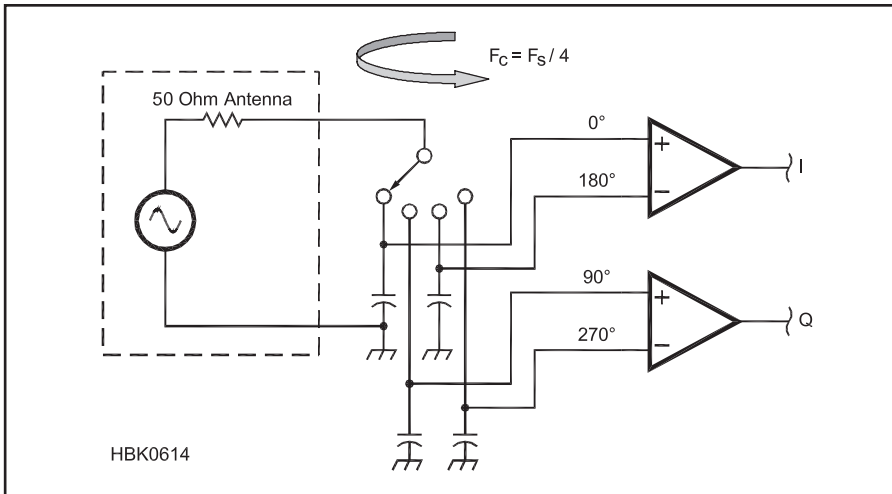 F_C = F_S / 4
50 Ohm Antenna
0°
+
I
180°
−
90°
+
Q
270°
−
HBK0614